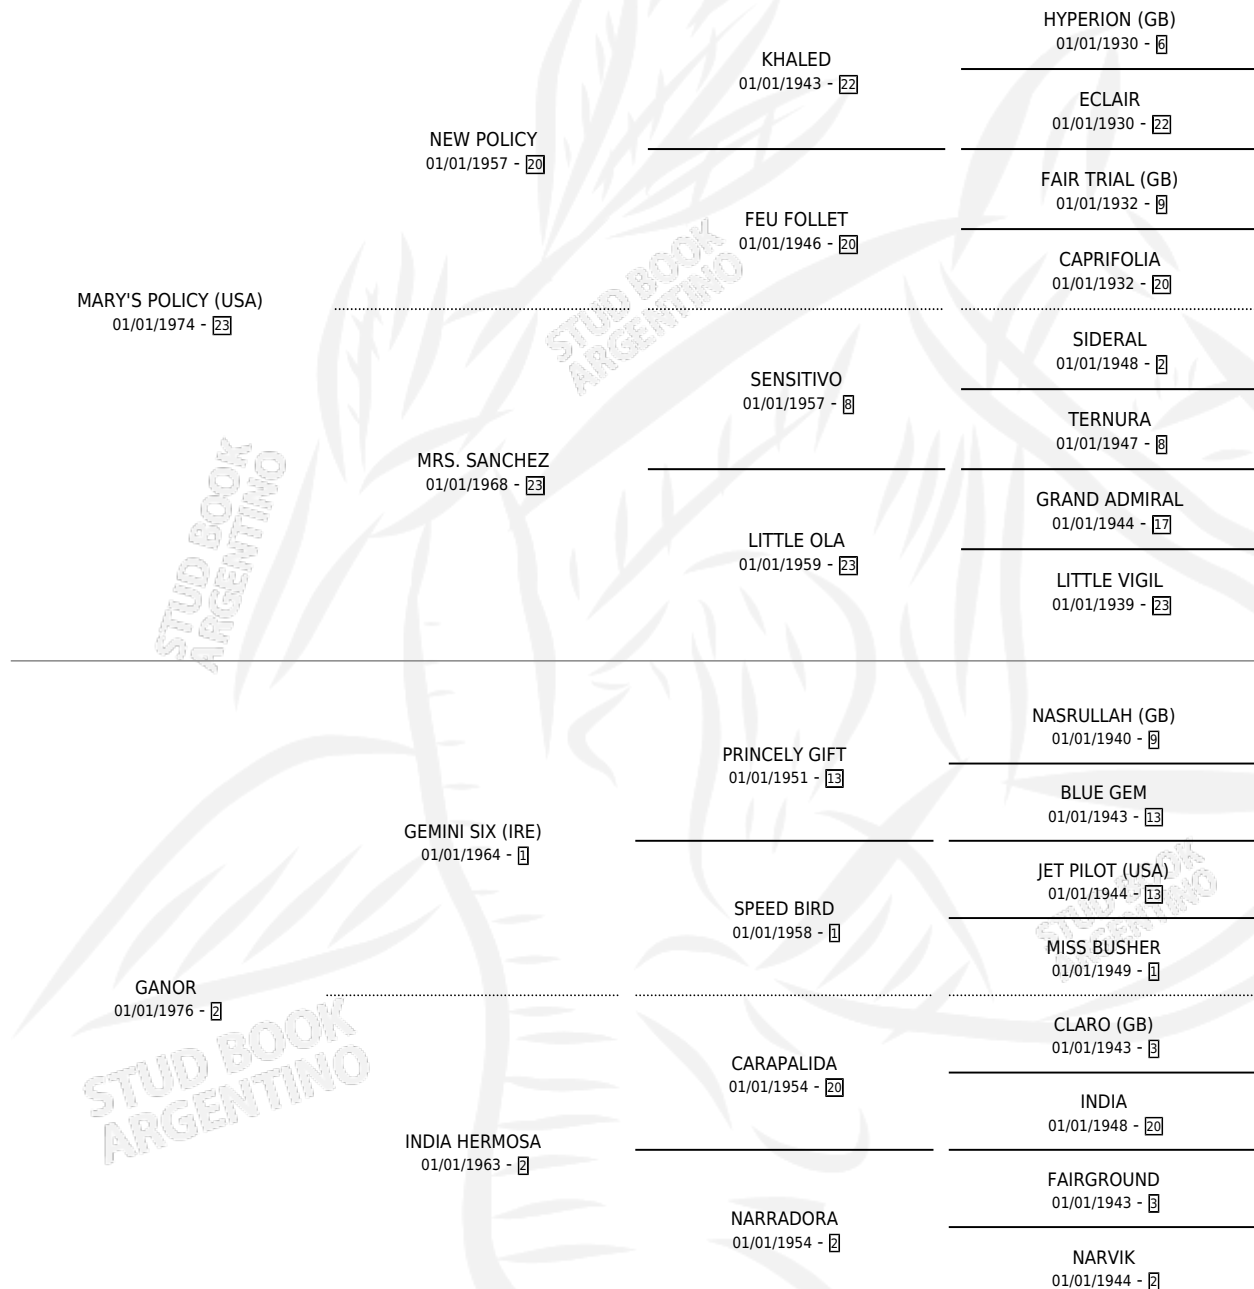 HYPERION (GB)
01/01/1930 - 6
KHALED
01/01/1943 - 22
ECLAIR
01/01/1930 - 22
NEW POLICY
01/01/1957 - 20
FAIR TRIAL (GB)
01/01/1932 - 9
FEU FOLLET
01/01/1946 - 20
CAPRIFOLIA
01/01/1932 - 20
MARY'S POLICY (USA)
01/01/1974 - 23
SIDERAL
01/01/1948 - 2
SENSITIVO
01/01/1957 - 8
TERNURA
01/01/1947 - 8
MRS. SANCHEZ
01/01/1968 - 23
GRAND ADMIRAL
01/01/1944 - 17
LITTLE OLA
01/01/1959 - 23
LITTLE VIGIL
01/01/1939 - 23
NASRULLAH (GB)
01/01/1940 - 9
PRINCELY GIFT
01/01/1951 - 13
BLUE GEM
01/01/1943 - 13
GEMINI SIX (IRE)
01/01/1964 - 1
JET PILOT (USA)
01/01/1944 - 13
SPEED BIRD
01/01/1958 - 1
MISS BUSHER
01/01/1949 - 1
GANOR
01/01/1976 - 2
CLARO (GB)
01/01/1943 - 3
CARAPALIDA
01/01/1954 - 20
INDIA
01/01/1948 - 20
INDIA HERMOSA
01/01/1963 - 2
FAIRGROUND
01/01/1943 - 3
NARRADORA
01/01/1954 - 2
NARVIK
01/01/1944 - 2
STUD BOOK
ARGENTINO
STUD BOOK
ARGENTINO
STUD BOOK
ARGENTINO
STUD BOOK
ARGENTINO